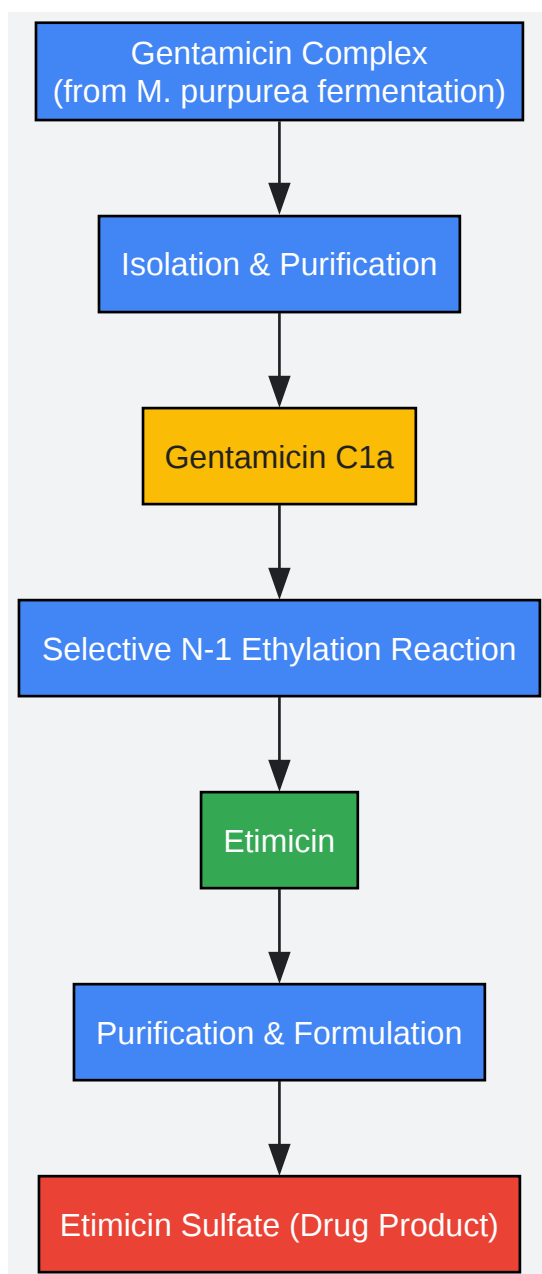 Gentamicin Complex
(from M. purpurea fermentation)
Isolation & Purification
Gentamicin C1a
Selective N-1 Ethylation Reaction
Etimicin
Purification & Formulation
Etimicin Sulfate (Drug Product)